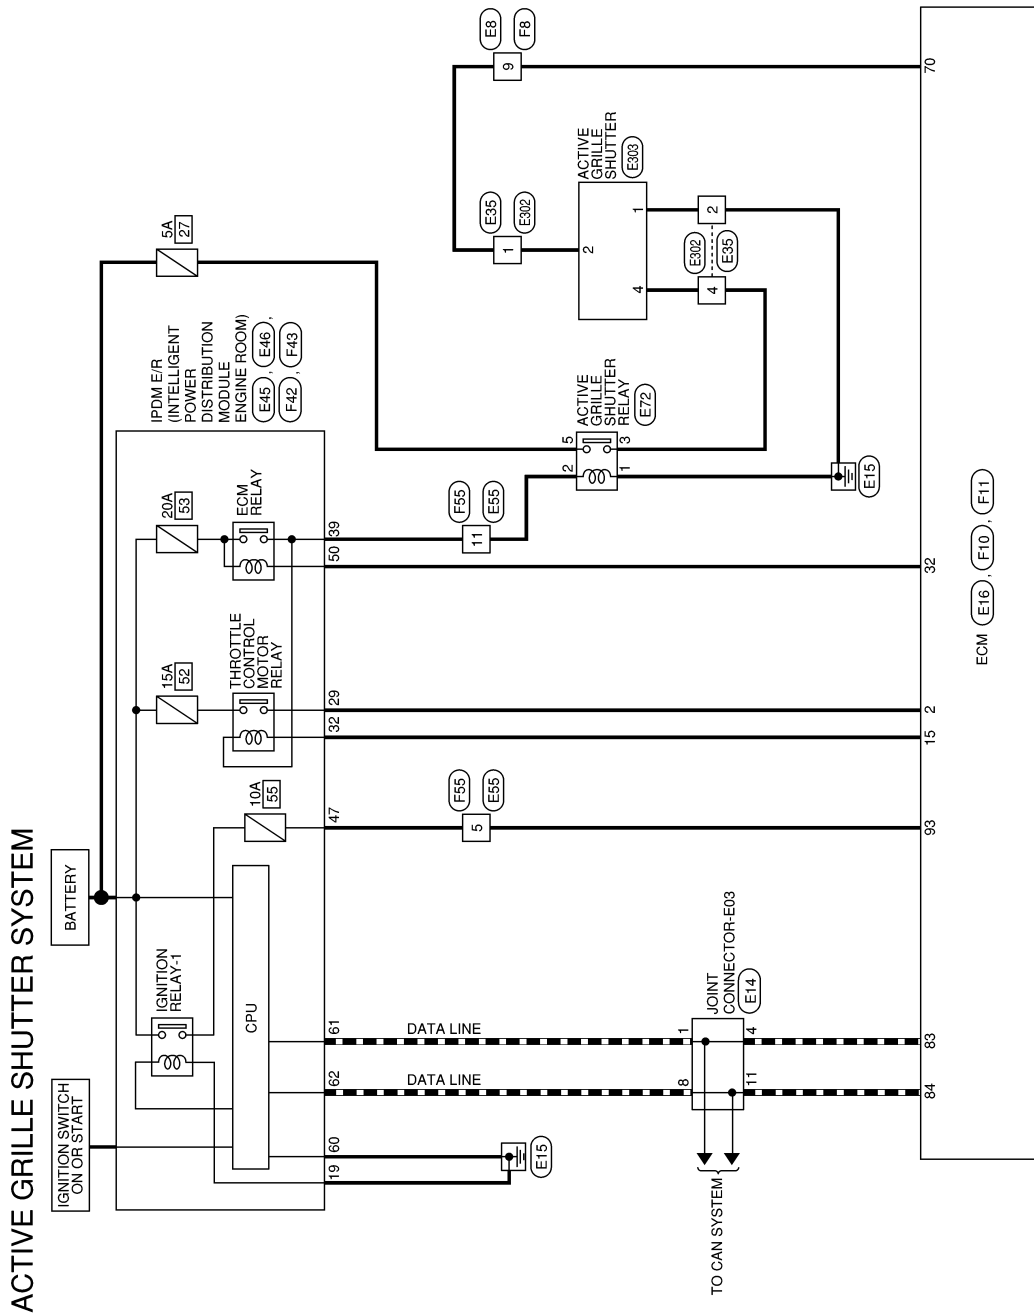 ACTIVE GRILLE SHUTTER SYSTEM
IGNITION SWITCH
ON OR START
BATTERY
IGNITION
RELAY-1
CPU
10A
55
15A
52
THROTTLE
CONTROL
MOTOR
RELAY
20A
53
ECM
RELAY
IPDM E/R
(INTELLIGENT
POWER
DISTRIBUTION
MODULE
ENGINE ROOM)
E45 , E46 ,
F42 , F43
5A
27
19
60
62
61
47
32
29
50
39
DATA LINE
DATA LINE
E15
F55
5
E55
F55
11
E55
2
5
1
3
ACTIVE
GRILLE
SHUTTER
RELAY
E72
E35
1
E302
E8
9
F8
2
4
1
ACTIVE
GRILLE
SHUTTER
E303
4
2
E302
E35
E15
8
1
11
4
JOINT
CONNECTOR-E03
E14
TO CAN SYSTEM
84
83
93
15
2
32
70
ECM E16 , F10 , F11